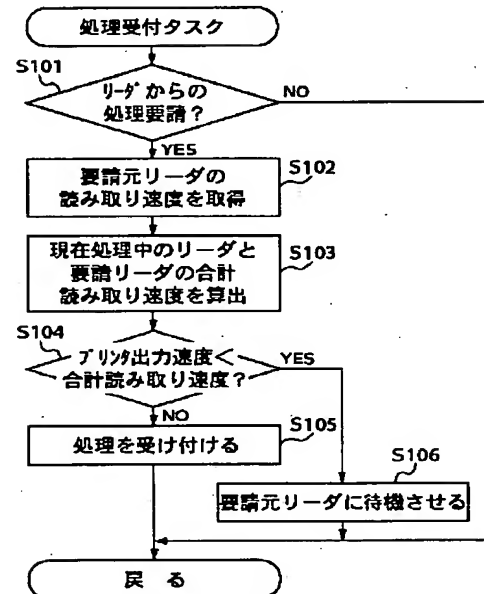 処理受付タスク
S101
リーダからの
処理要請？
NO
YES
要請元リーダの
読み取り速度を取得
S102
現在処理中のリーダと
要請リーダの合計
読み取り速度を算出
S103
S104
プリンタ出力速度＜
合計読み取り速度？
YES
NO
処理を受け付ける
S105
S106
要請元リーダに待機させる
戻る